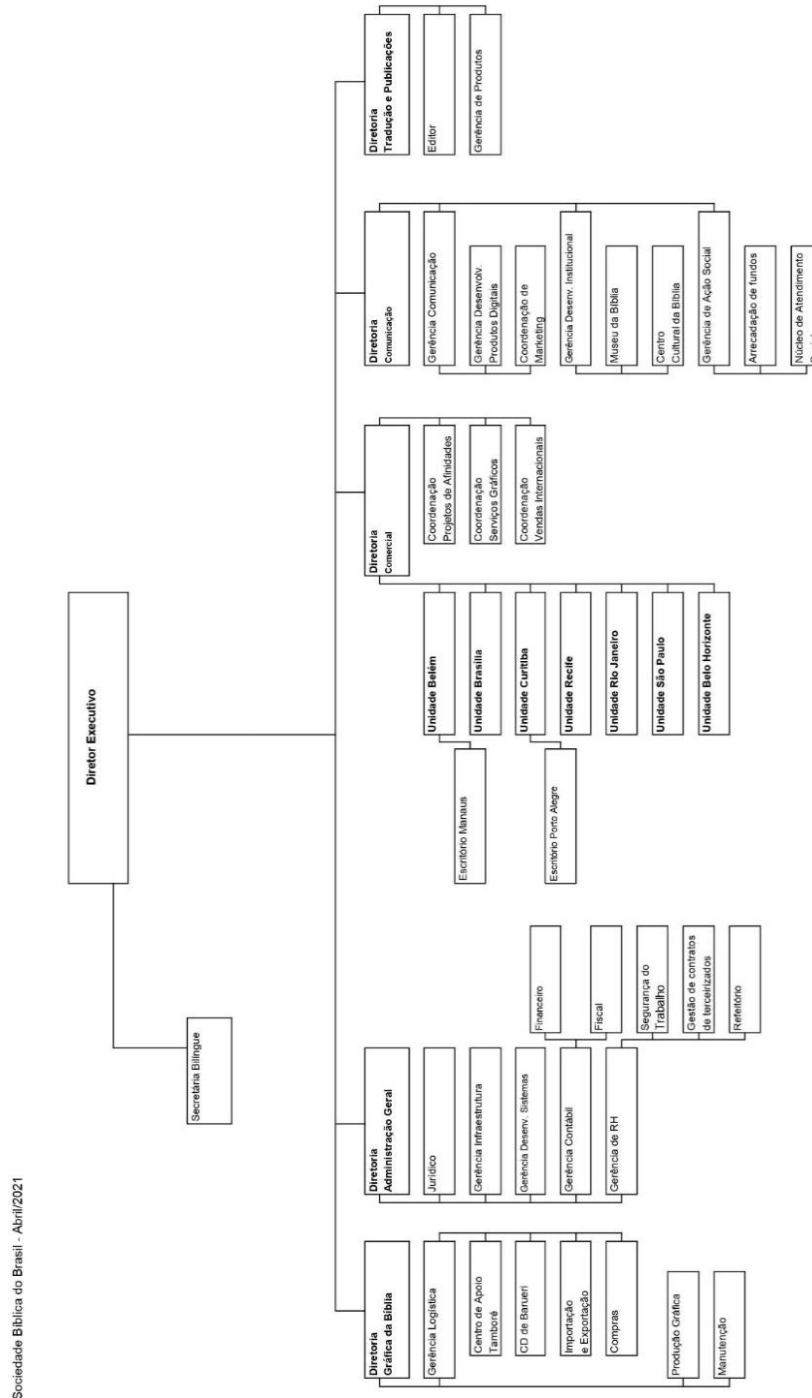 Sociedade Bíblica do Brasil - Abril/2021
Diretor Executivo
Secretária Bilíngue
Diretoria
Gráfica da Bíblia
Gerência Logística
Centro de Apoio
Tamboré
CD de Barueri
Importação
e Exportação
Compras
Produção Gráfica
Manutenção
Diretoria
Administração Geral
Jurídico
Gerência Infraestrutura
Gerência Desenv. Sistemas
Gerência Contábil
Financeiro
Fiscal
Gerência de RH
Segurança do
Trabalho
Gestão de contratos
de terceirizados
Refeitório
Diretoria
Comercial
Unidade Belém
Escritório Manaus
Unidade Brasília
Unidade Curitiba
Escritório Porto Alegre
Unidade Recife
Unidade Rio Janeiro
Unidade São Paulo
Unidade Belo Horizonte
Coordenação
Projetos de Afinidades
Coordenação
Serviços Gráficos
Coordenação
Vendas Internacionais
Diretoria
Comunicação
Gerência Comunicação
Gerência Desenvolv.
Produtos Digitais
Coordenação de
Marketing
Gerência Desenv. Institucional
Museu da Bíblia
Centro
Cultural da Bíblia
Gerência de Ação Social
Arrecadação de fundos
Núcleo de Atendimento
Diretoria
Tradução e Publicações
Editor
Gerência de Produtos